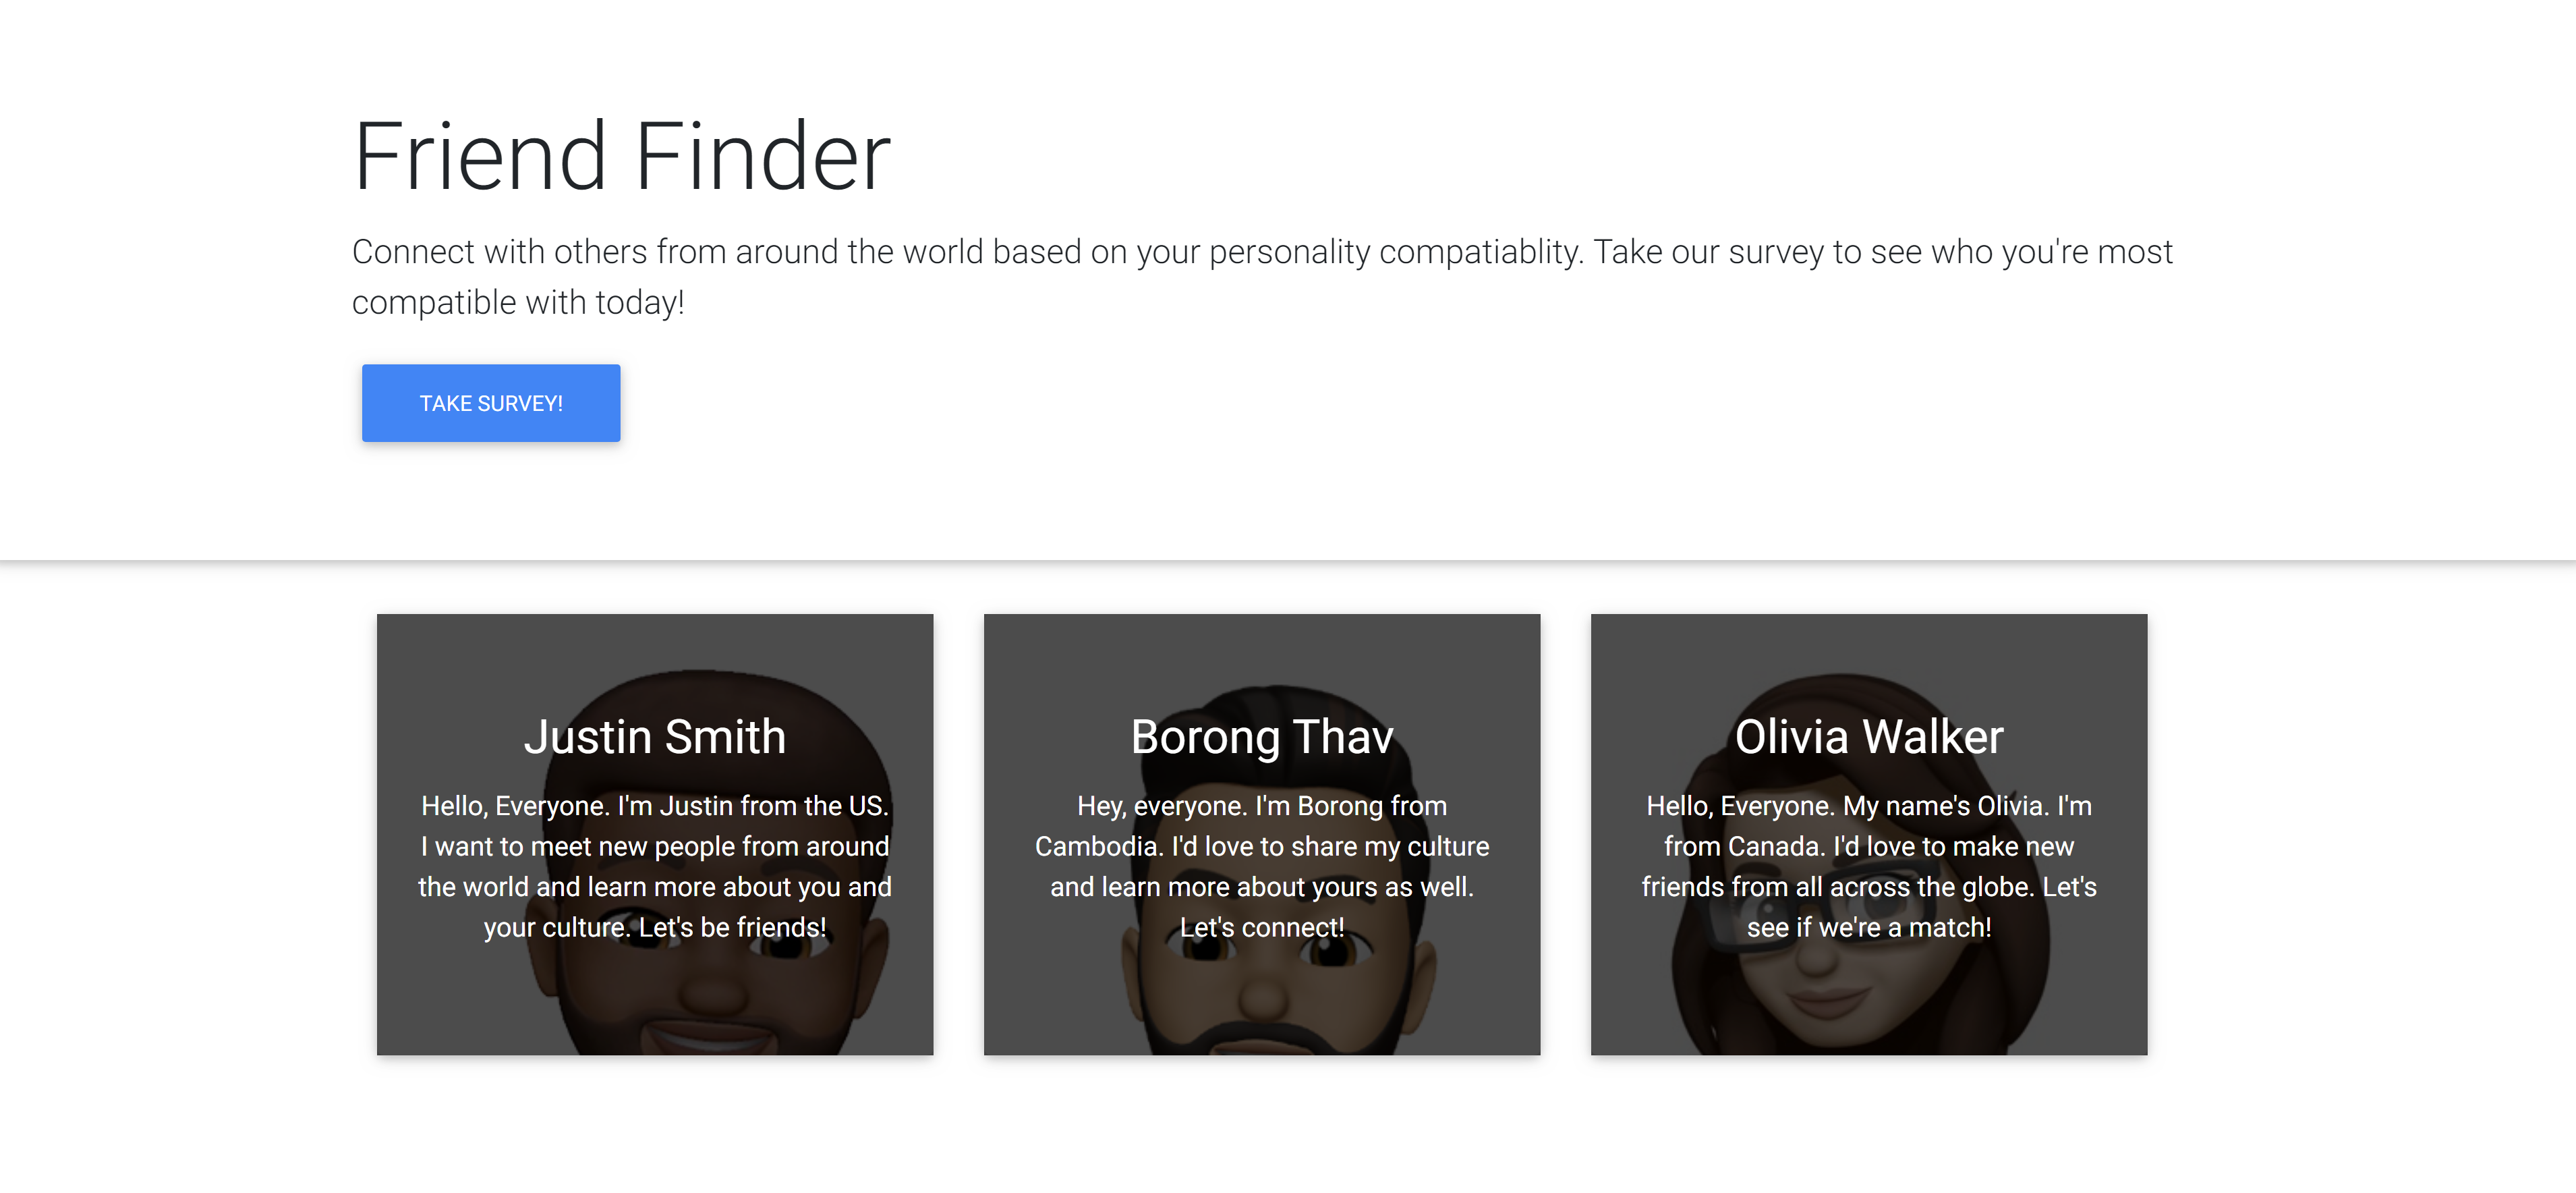 Friend Finder
Connect with others from around the world based on your personality compatiablity. Take our survey to see who you're most
compatible with today!
TAKE SURVEY!
Justin Smith
Hello, Everyone. I'm Justin from the US.
I want to meet new people from around
the world and learn more about you and
your culture. Let's be friends!
Borong Thav
Hey, everyone. I'm Borong from
Cambodia. I'd love to share my culture
and learn more about yours as well.
Let's connect!
Olivia Walker
Hello, Everyone. My name's Olivia. I'm
from Canada. I'd love to make new
friends from all across the globe. Let's
see if we're a match!